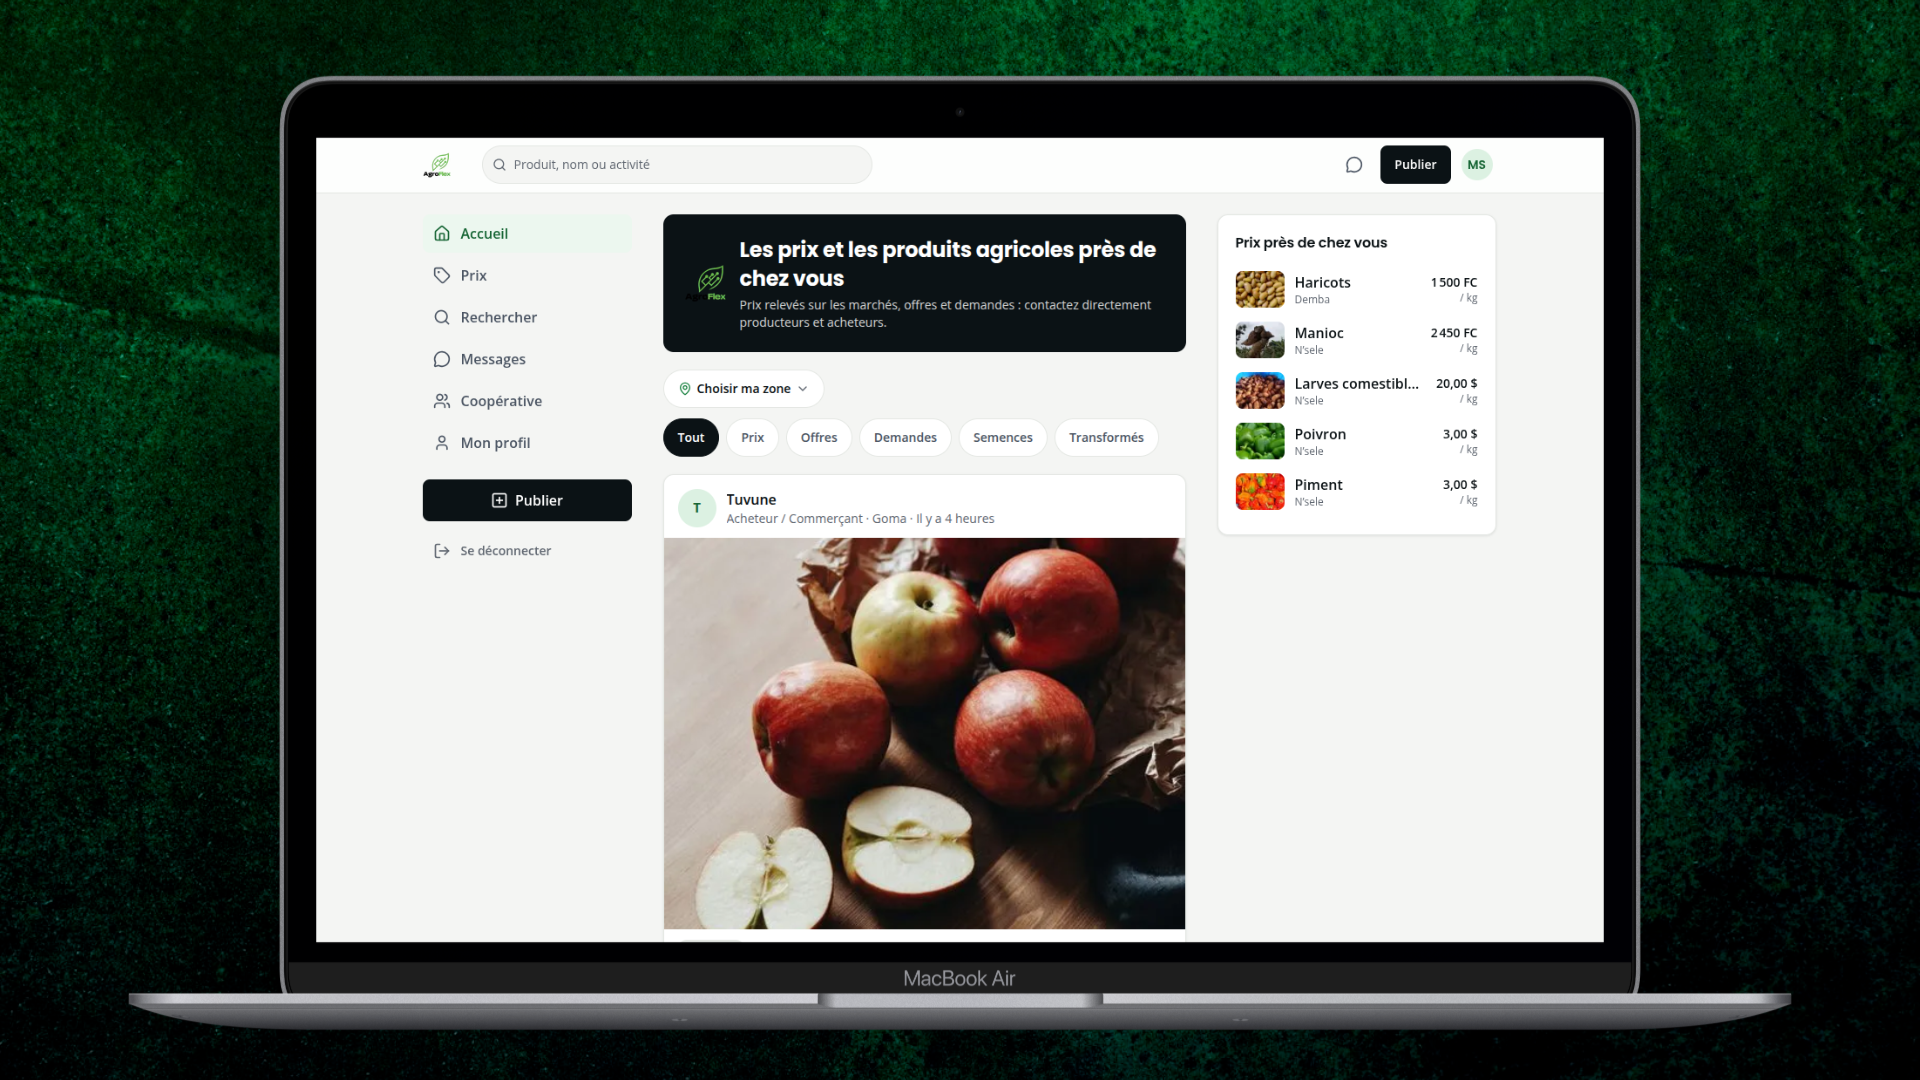 AgroFlex
Produit, nom ou activité
Publier
MS
Accueil
Prix
Rechercher
Messages
Coopérative
Mon profil
Publier
Se déconnecter
AgroFlex
Les prix et les produits agricoles près de
chez vous
Prix relevés sur les marchés, offres et demandes : contactez directement
producteurs et acheteurs.
Choisir ma zone
Tout
Prix
Offres
Demandes
Semences
Transformés
T
Tuvune
Acheteur / Commerçant · Goma · Il y a 4 heures
Prix près de chez vous
Haricots 1 500 FC
Demba / kg
Manioc 2 450 FC
N'sele / kg
Larves comestibl... 20,00 $
N'sele / kg
Poivron 3,00 $
N'sele / kg
Piment 3,00 $
N'sele / kg
MacBook Air